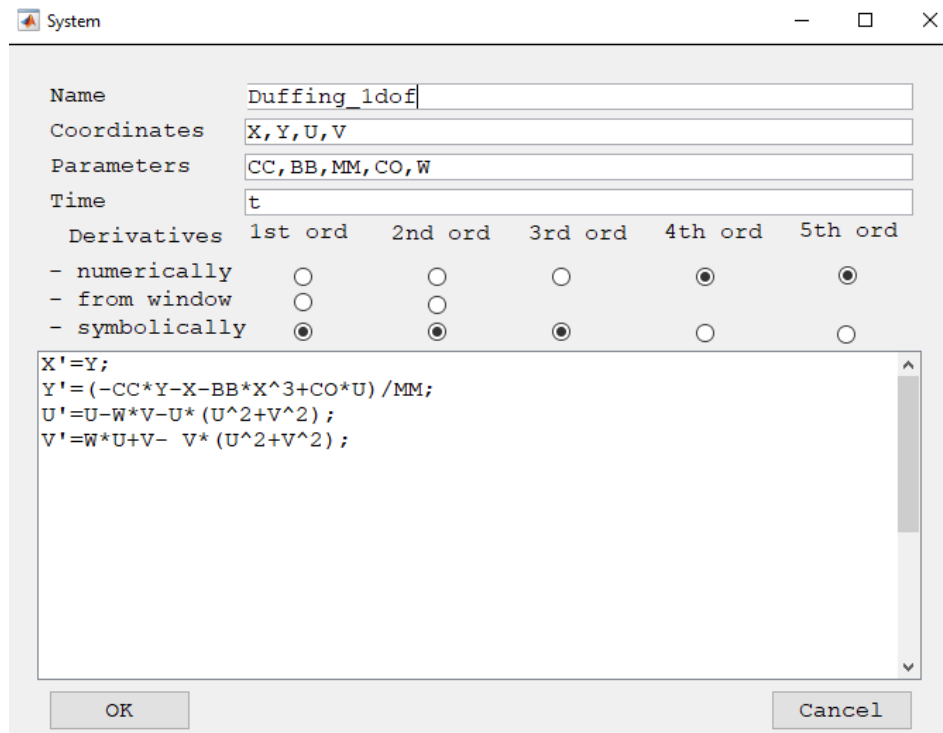 System
Name Duffing_1dof
Coordinates X,Y,U,V
Parameters CC,BB,MM,CO,W
Time t
Derivatives 1st ord 2nd ord 3rd ord 4th ord 5th ord
- numerically
- from window
- symbolically
X'=Y;
Y'=(-CC*Y-X-BB*X^3+CO*U)/MM;
U'=U-W*V-U*(U^2+V^2);
V'=W*U+V- V*(U^2+V^2);
OK Cancel